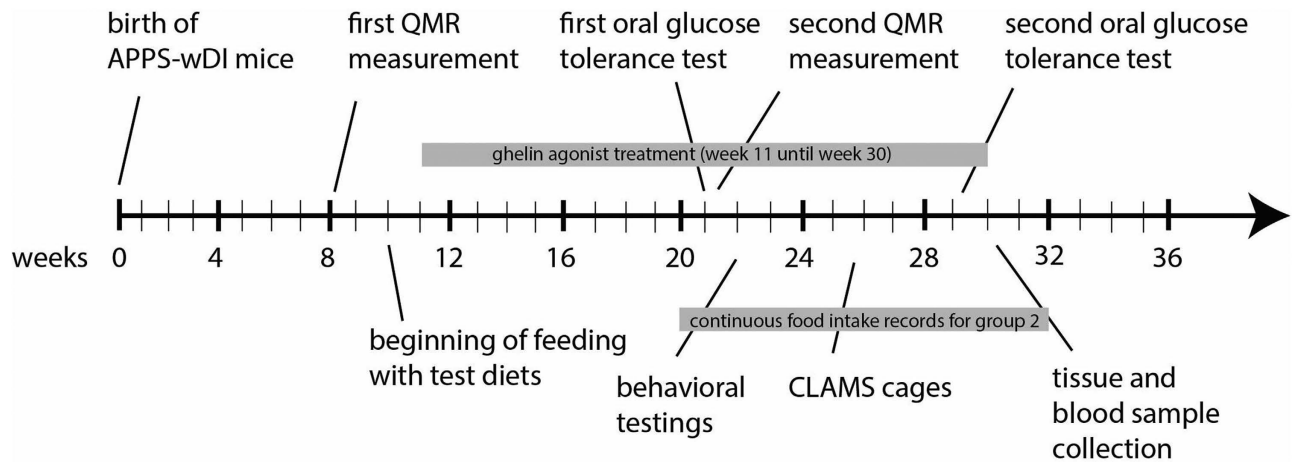 birth of
APPS-wDI mice
first QMR
measurement
first oral glucose
tolerance test
second QMR
measurement
second oral glucose
tolerance test
ghelin agonist treatment (week 11 until week 30)
weeks 0 4 8 12 16 20 24 28 32 36
continuous food intake records for group 2
beginning of feeding
with test diets
behavioral
testings
CLAMS cages
tissue and
blood sample
collection